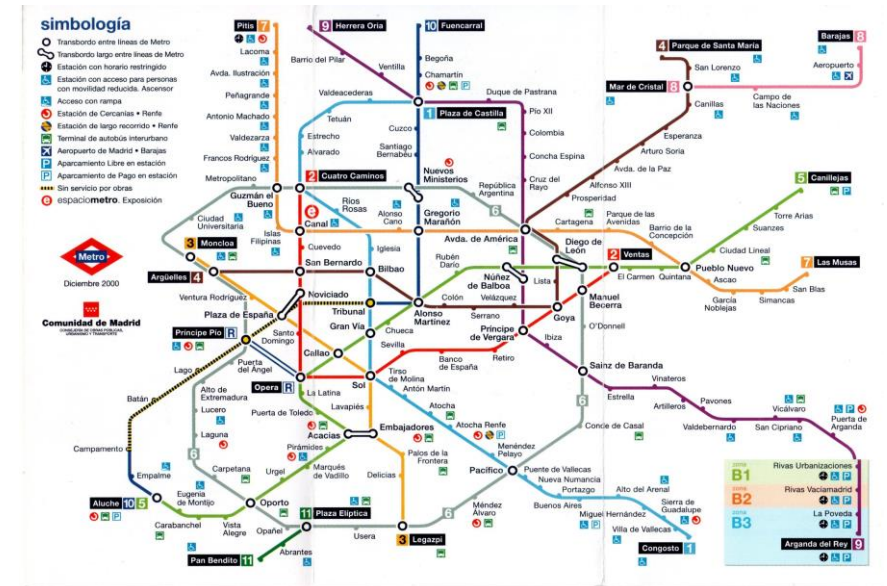 simbología
Transbordo entre líneas de Metro
Transbordo largo entre líneas de Metro
Estación con horario restringido
Estación con acceso para personas
con movilidad reducida. Ascensor
Acceso con rampa
Estación de Cercanías • Renfe
Estación de largo recorrido • Renfe
Terminal de autobús interurbano
Aeropuerto de Madrid • Barajas
Aparcamiento Libre en estación
Aparcamiento de Pago en estación
Sin servicio por obras
espaciometro. Exposición
Metro
Diciembre 2000
Comunidad de Madrid
Pitis 7
Lacoma
Avda. Ilustración
Peñagrande
Antonio Machado
Valdezarza
Francos Rodríguez
9 Herrera Oria
Barrio del Pilar
Ventilla
10 Fuencarral
Begoña
Chamartín
Valdeacederas
Tetuán
Estrecho
Alvarado
1 Plaza de Castilla
Cuzco
Santiago
Bernabéu
Duque de Pastrana
Pío XII
Colombia
Concha Espina
Cruz del
Rayo
4 Parque de Santa María
San Lorenzo
Mar de Cristal 8
Canillas
Campo de
las Naciones
Barajas 8
Aeropuerto
Esperanza
Arturo Soria
Avda. de la Paz
Alfonso XIII
Prosperidad
Metropolitano
2 Cuatro Caminos
Guzmán el
Bueno
Ciudad
Universitaria
Islas
Filipinas
Ríos
Rosas
Canal
e
Nuevos
Ministerios
República
Argentina
6
Alonso
Cano
Gregorio
Marañón
Avda. de América
Cartagena
Parque de las
Avenidas
Barrio de la
Concepción
Canillejas 5
Torre Arias
Suanzes
Ciudad Lineal
Pueblo Nuevo
Las Musas 7
San Blas
Simancas
García
Noblejas
Ascao
Quintana
El Carmen
2 Ventas
Diego de
León
Núñez
de Balboa
Rubén
Darío
Lista
Manuel
Becerra
Goya
O'Donnell
3 Moncloa
Argüelles 4
San Bernardo
Cuevedo
Iglesia
Bilbao
Ventura Rodríguez
Noviciado
Plaza de España
Tribunal
Alonso
Martínez
Colón
Velázquez
Serrano
Príncipe
de Vergara
Ibiza
Retiro
Banco
de España
Sevilla
Gran Vía
Chueca
Callao
Santo
Domingo
Príncipe Pío R
Puerta
del Ángel
Opera R
Sol
Lago
Batán
Campamento
Empalme
Aluche 10 5
Alto de
Extremadura
Lucero
Laguna
6
Carpetana
Eugenia
de Montijo
Carabanchel
Vista
Alegre
Oporto
Urgel
Marqués
de Vadillo
Pirámides
Acacias
Puerta de Toledo
La Latina
Lavapiés
Embajadores
Tirso
de Molina
Antón Martín
Atocha
Atocha Renfe
Menéndez
Pelayo
Pacífico
Palos de la
Frontera
Delicias
3 Legazpi
Méndez
Álvaro
6
Usera
11 Plaza Elíptica
Opañel
Abrantes
Pan Bendito 11
Puente de Vallecas
Nueva Numancia
Portazgo
Buenos Aires
Alto del Arenal
Miguel Hernández
Sierra de
Guadalupe
Villa de Vallecas
Congosto 1
Conde de Casal
6
Sainz de Baranda
Estrella
Vinateros
Artilleros
Pavones
Valdebernardo
Vicálvaro
San Cipriano
Puerta de
Arganda
zona
B1
Rivas Urbanizaciones
zona
B2
Rivas Vaciamadrid
zona
B3
La Poveda
Arganda del Rey 9